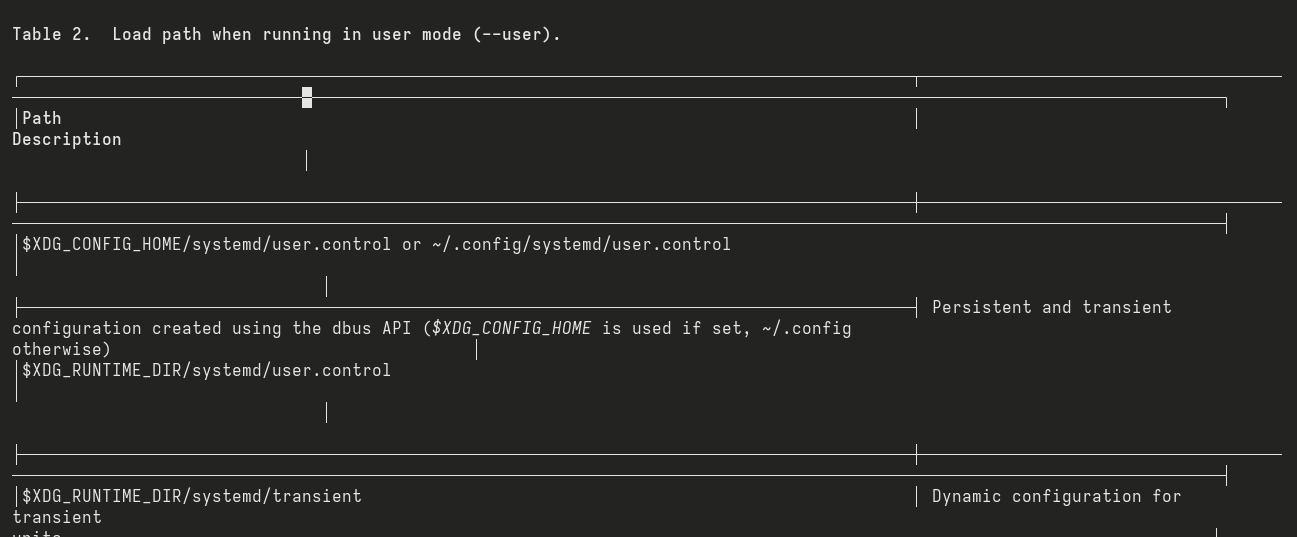 Table 2.  Load path when running in user mode (--user).
Path
Description
$XDG_CONFIG_HOME/systemd/user.control or ~/.config/systemd/user.control
Persistent and transient
configuration created using the dbus API ($XDG_CONFIG_HOME is used if set, ~/.config
otherwise)
$XDG_RUNTIME_DIR/systemd/user.control
$XDG_RUNTIME_DIR/systemd/transient Dynamic configuration for
transient